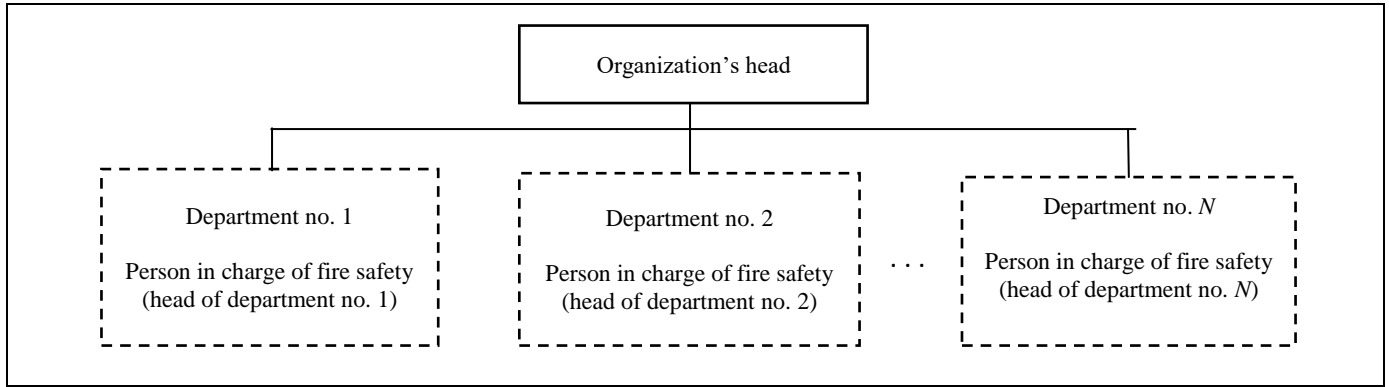 Organization’s head
Department no. 1
Person in charge of fire safety
(head of department no. 1)
Department no. 2
Person in charge of fire safety
(head of department no. 2)
. . .
Department no. N
Person in charge of fire safety
(head of department no. N)